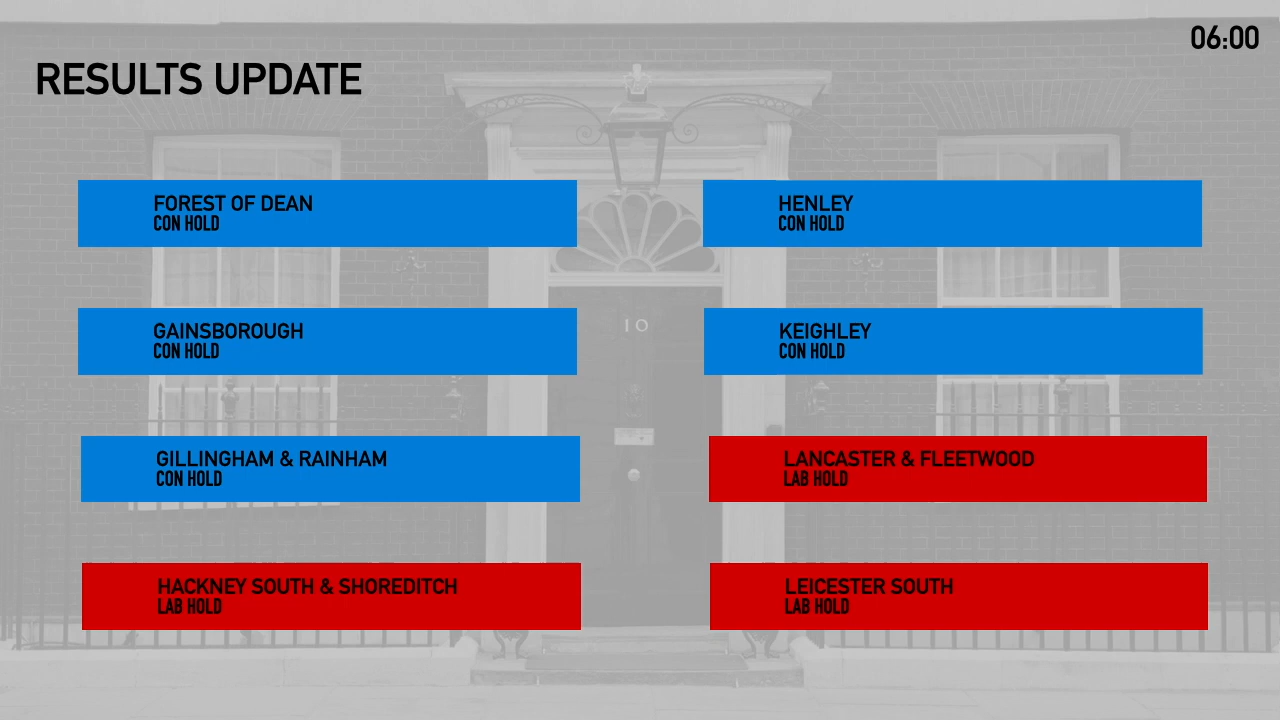 06:00
RESULTS UPDATE
FOREST OF DEAN
CON HOLD
HENLEY
CON HOLD
GAINSBOROUGH
CON HOLD
KEIGHLEY
CON HOLD
GILLINGHAM & RAINHAM
CON HOLD
LANCASTER & FLEETWOOD
LAB HOLD
HACKNEY SOUTH & SHOREDITCH
LAB HOLD
LEICESTER SOUTH
LAB HOLD
10